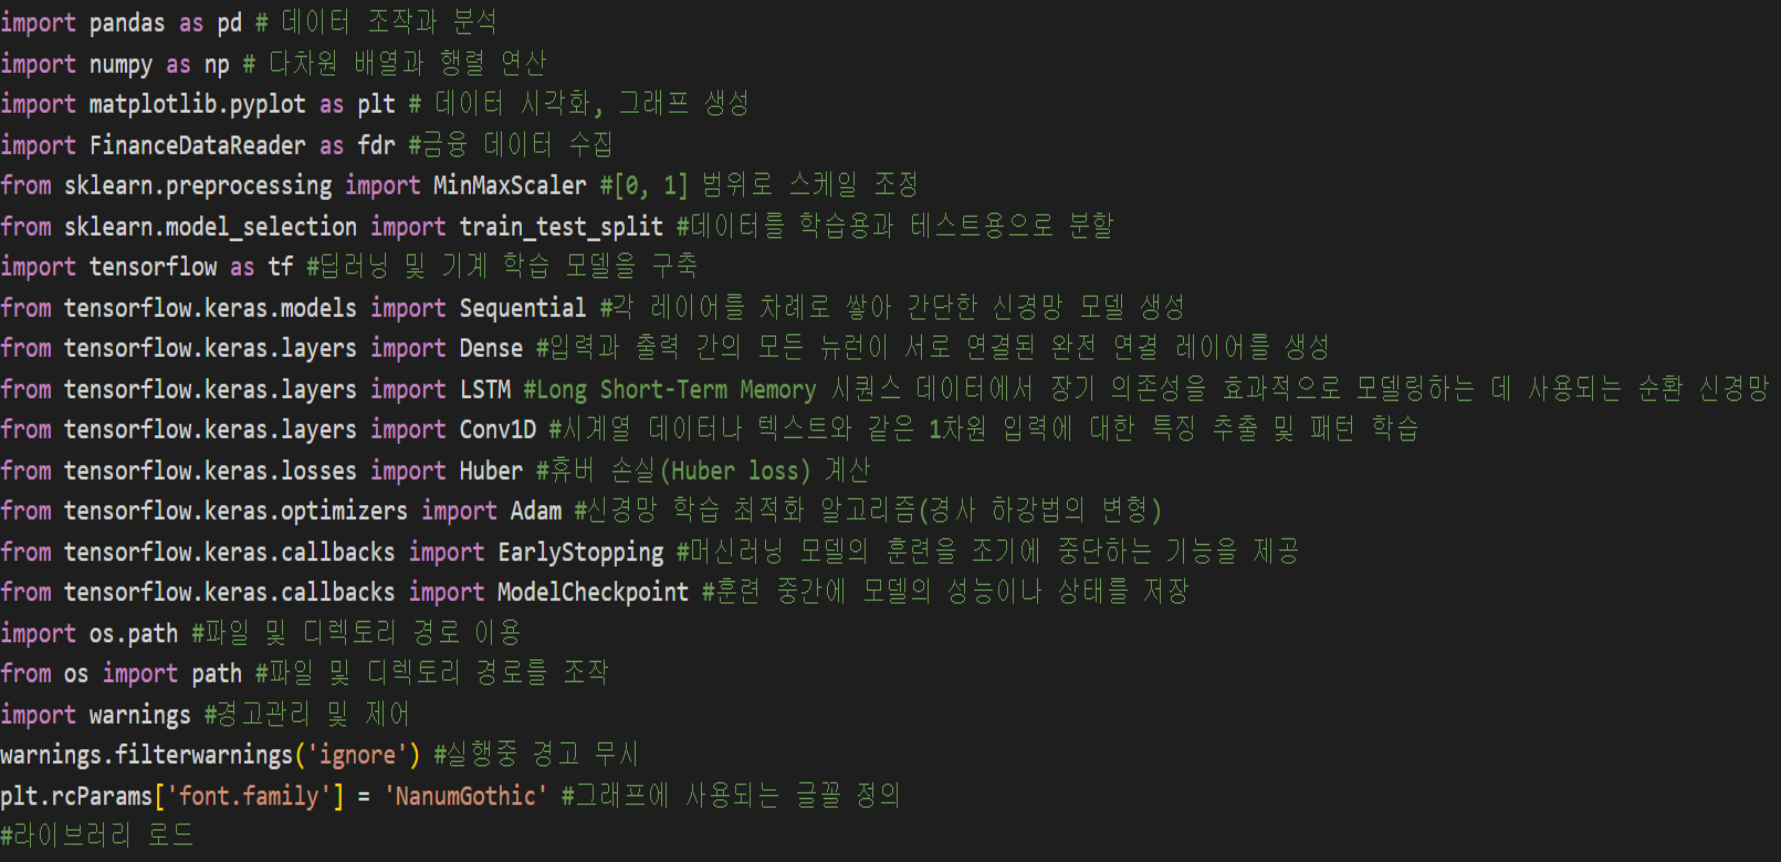 import pandas as pd # 데이터 조작과 분석
import numpy as np # 다차원 배열과 행렬 연산
import matplotlib.pyplot as plt # 데이터 시각화, 그래프 생성
import FinanceDataReader as fdr #금융 데이터 수집
from sklearn.preprocessing import MinMaxScaler #[0, 1] 범위로 스케일 조정
from sklearn.model_selection import train_test_split #데이터를 학습용과 테스트용으로 분할
import tensorflow as tf #딥러닝 및 기계 학습 모델을 구축
from tensorflow.keras.models import Sequential #각 레이어를 차례로 쌓아 간단한 신경망 모델 생성
from tensorflow.keras.layers import Dense #입력과 출력 간의 모든 뉴런이 서로 연결된 완전 연결 레이어를 생성
from tensorflow.keras.layers import LSTM #Long Short-Term Memory 시퀀스 데이터에서 장기 의존성을 효과적으로 모델링하는 데 사용되는 순환 신경망
from tensorflow.keras.layers import Conv1D #시계열 데이터나 텍스트와 같은 1차원 입력에 대한 특징 추출 및 패턴 학습
from tensorflow.keras.losses import Huber #휴버 손실(Huber loss) 계산
from tensorflow.keras.optimizers import Adam #신경망 학습 최적화 알고리즘(경사 하강법의 변형)
from tensorflow.keras.callbacks import EarlyStopping #머신러닝 모델의 훈련을 조기에 중단하는 기능을 제공
from tensorflow.keras.callbacks import ModelCheckpoint #훈련 중간에 모델의 성능이나 상태를 저장
import os.path #파일 및 디렉토리 경로 이용
from os import path #파일 및 디렉토리 경로를 조작
import warnings #경고관리 및 제어
warnings.filterwarnings('ignore') #실행중 경고 무시
plt.rcParams['font.family'] = 'NanumGothic' #그래프에 사용되는 글꼴 정의
#라이브러리 로드